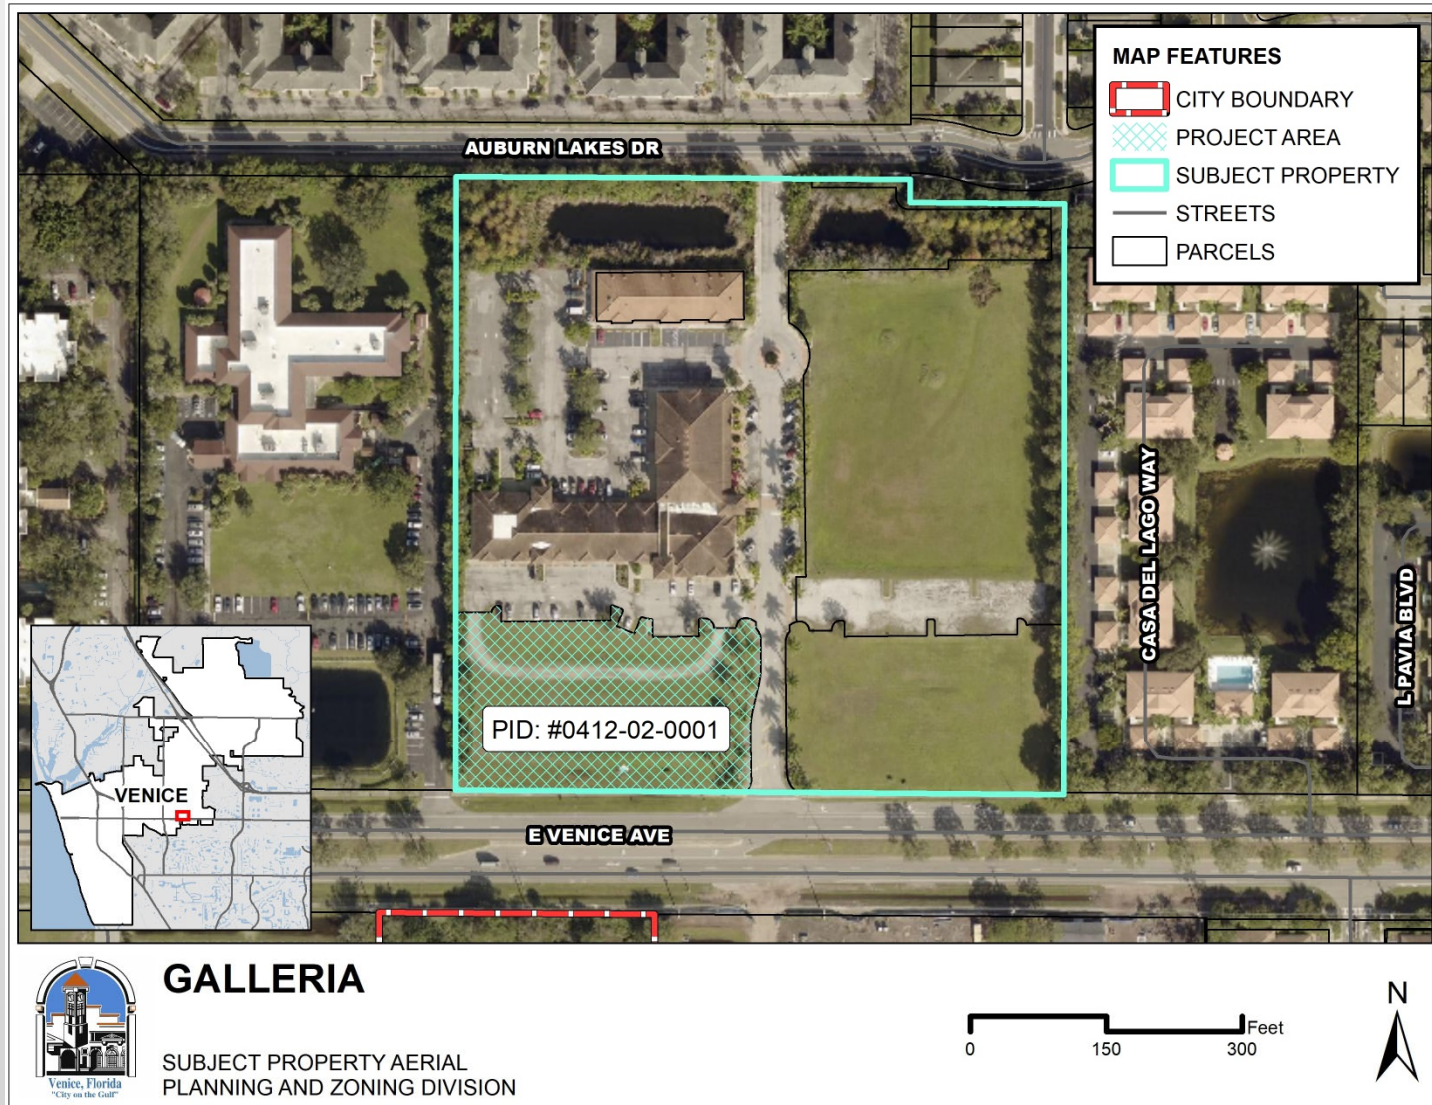 MAP FEATURES
CITY BOUNDARY
PROJECT AREA
SUBJECT PROPERTY
STREETS
PARCELS
AUBURN LAKES DR
CASA DEL LAGO WAY
L PAVIA BLVD
PID: #0412-02-0001
VENICE
E VENICE AVE
GALLERIA
SUBJECT PROPERTY AERIAL
PLANNING AND ZONING DIVISION
Venice, Florida
"City on the Gulf"
0 150 300 Feet
N